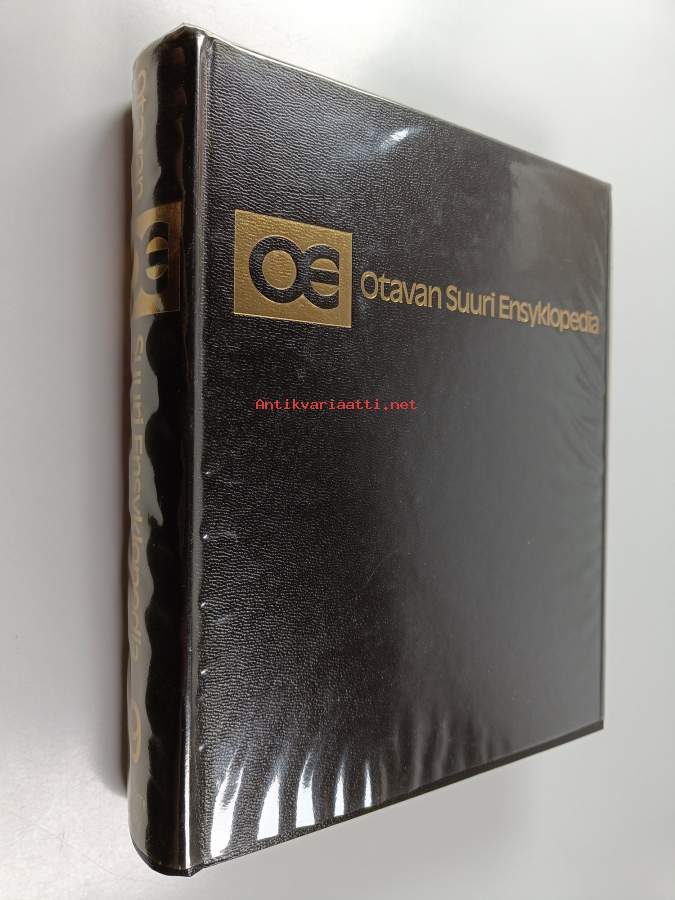 Otavan Suuri Ensyklopedia
OE
OE Otavan Suuri Ensyklopedia
Antikvariaatti.net